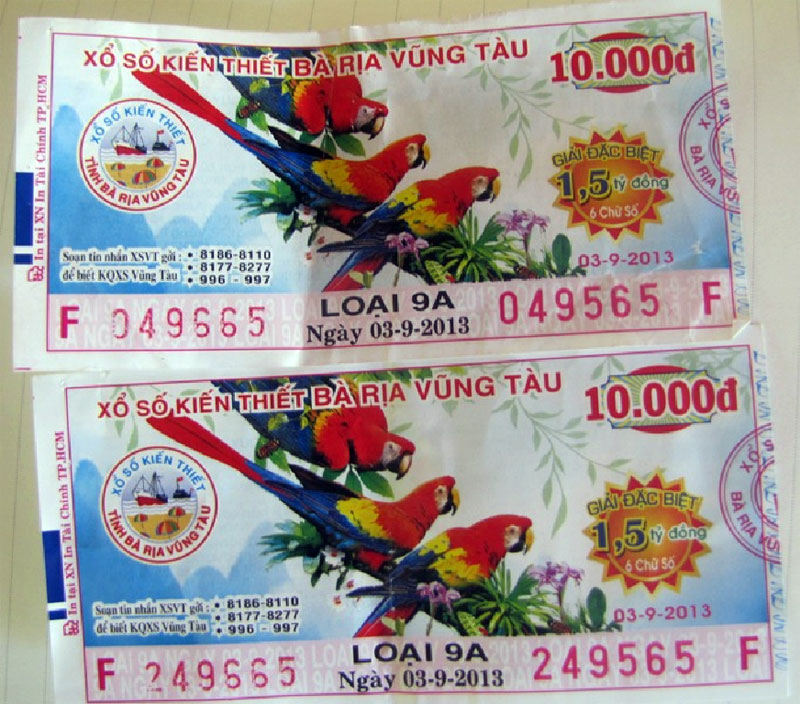 XỔ SỐ KIẾN THIẾT BÀ RỊA VŨNG TÀU
10.000đ
In tại XN In Tài Chính TP.HCM
XỔ SỐ KIẾN THIẾT
TỈNH BÀ RỊA VŨNG TÀU
GIẢI ĐẶC BIỆT
1,5 tỷ đồng
6 Chữ Số
XỔ S
BÀ RỊA VŨ
03-9-2013
Soạn tin nhắn XSVT gởi : • 8186-8110
• 8177-8277
để biết KQXS Vũng Tàu • 996 - 997
F 049665 LOẠI 9A 049565 F
Ngày 03-9-2013
XỔ SỐ KIẾN THIẾT BÀ RỊA VŨNG TÀU
10.000đ
In tại XN In Tài Chính TP.HCM
XỔ SỐ KIẾN THIẾT
TỈNH BÀ RỊA VŨNG TÀU
GIẢI ĐẶC BIỆT
1,5 tỷ đồng
6 Chữ Số
XỔ S
BÀ RỊA VŨN
03-9-2013
Soạn tin nhắn XSVT gởi : • 8186-8110
• 8177-8277
để biết KQXS Vũng Tàu • 996 - 997
F 249665 LOẠI 9A 249565 F
Ngày 03-9-2013